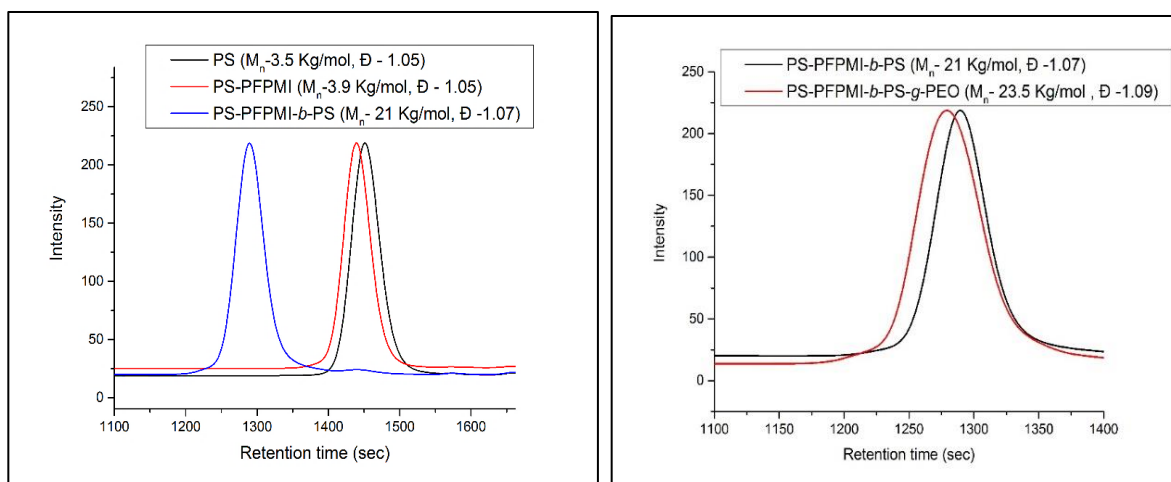 PS (Mn-3.5 Kg/mol, Đ - 1.05)
PS-PFPMI (Mn-3.9 Kg/mol, Đ - 1.05)
PS-PFPMI-b-PS (Mn- 21 Kg/mol, Đ -1.07)
250
200
150
100
50
0
Intensity
1100 1200 1300 1400 1500 1600
Retention time (sec)
PS-PFPMI-b-PS (Mn- 21 Kg/mol, Đ -1.07)
PS-PFPMI-b-PS-g-PEO (Mn- 23.5 Kg/mol , Đ -1.09)
250
200
150
100
50
0
Intensity
1100 1150 1200 1250 1300 1350 1400
Retention time (sec)